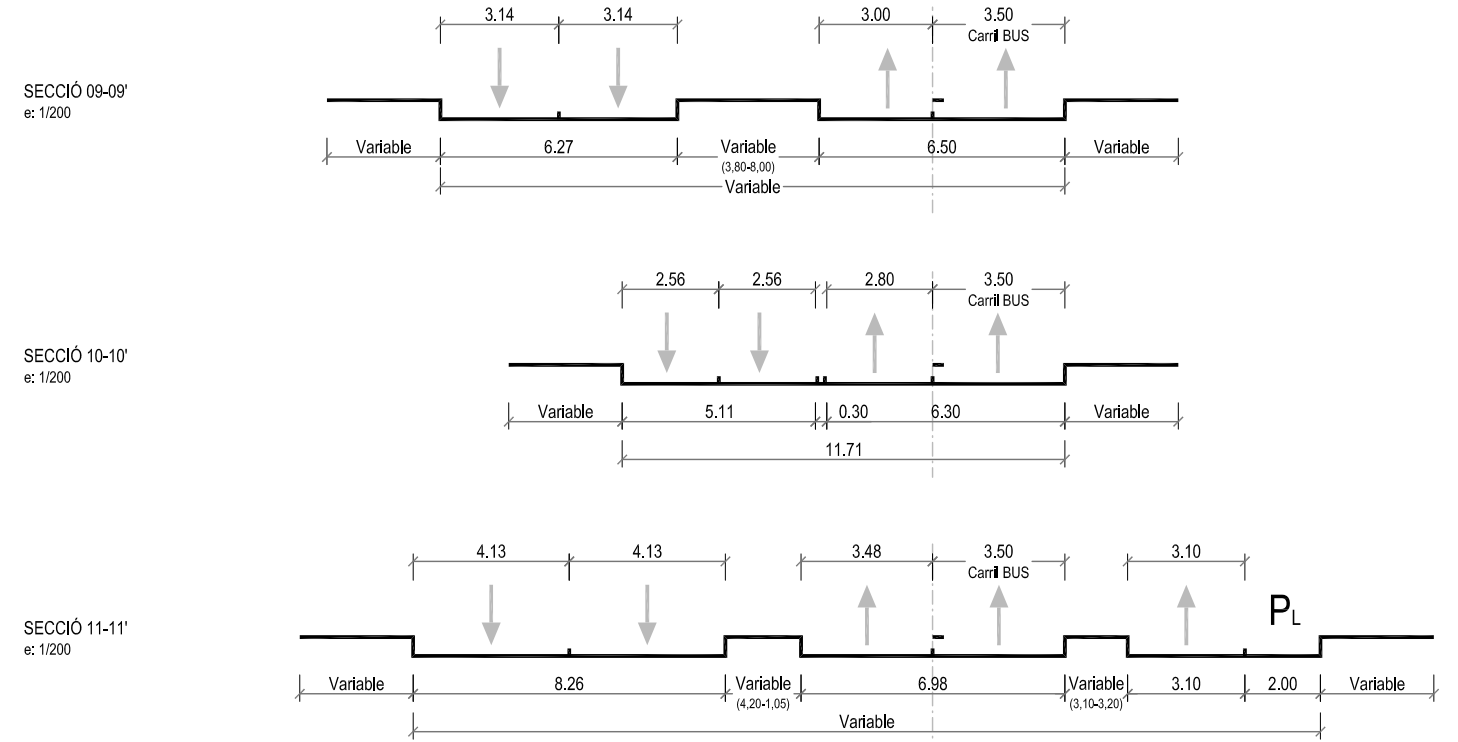 3.14 3.14 3.00 3.50
Carril BUS
SECCIÓ 09-09'
e: 1/200
Variable 6.27 Variable 6.50 Variable
(3,80-8,00)
Variable
2.56 2.56 2.80 3.50
Carril BUS
SECCIÓ 10-10'
e: 1/200
Variable 5.11 0.30 6.30 Variable
11.71
4.13 4.13 3.48 3.50 3.10
Carril BUS
PL
SECCIÓ 11-11'
e: 1/200
Variable 8.26 Variable 6.98 Variable 3.10 2.00 Variable
(4,20-1,05) (3,10-3,20)
Variable